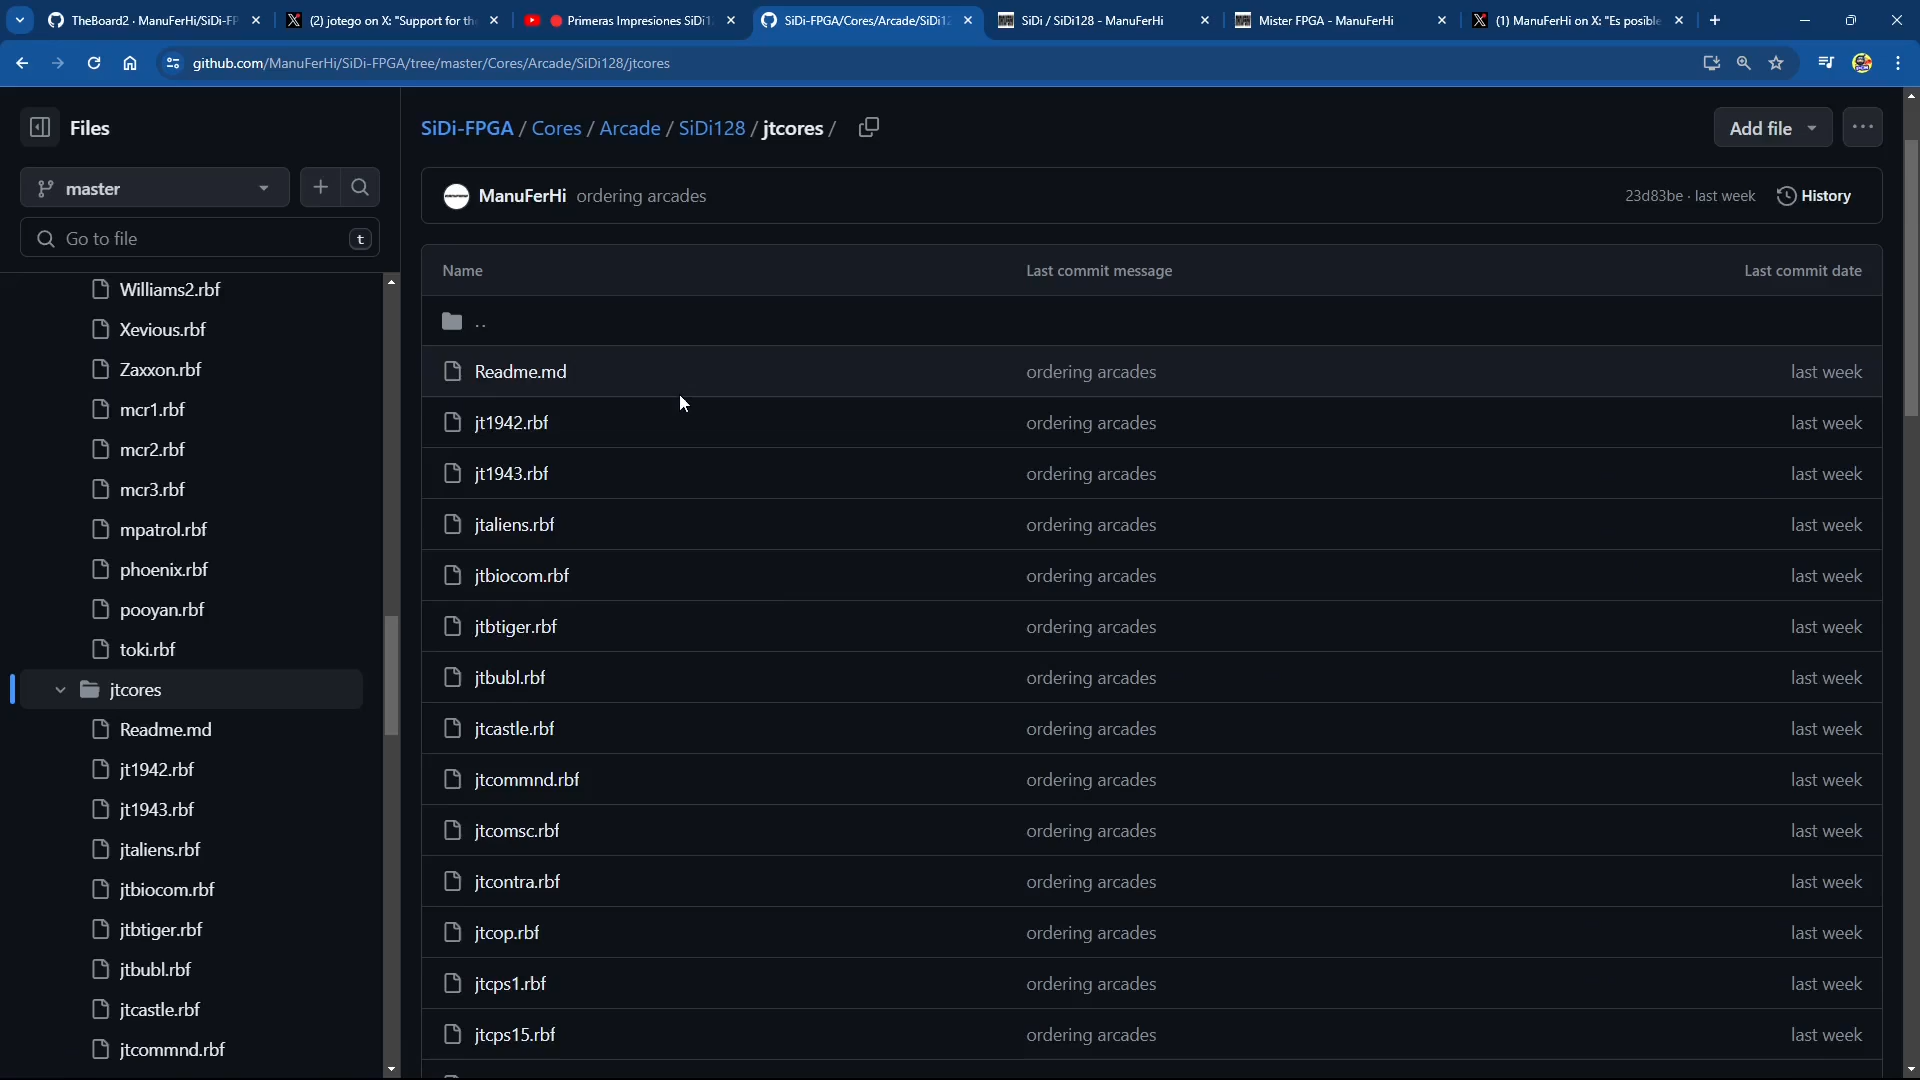 TheBoard2 · ManuFerHi/SiDi-FP
(2) jotego on X: "Support for the
Primeras Impresiones SiDi1
SiDi-FPGA/Cores/Arcade/SiDi12
SiDi / SiDi128 - ManuFerHi
Mister FPGA - ManuFerHi
(1) ManuFerHi on X: "Es posible
github.com/ManuFerHi/SiDi-FPGA/tree/master/Cores/Arcade/SiDi128/jtcores
Files
master
Go to file
t
Williams2.rbf
Xevious.rbf
Zaxxon.rbf
mcr1.rbf
mcr2.rbf
mcr3.rbf
mpatrol.rbf
phoenix.rbf
pooyan.rbf
toki.rbf
jtcores
Readme.md
jt1942.rbf
jt1943.rbf
jtaliens.rbf
jtbiocom.rbf
jtbtiger.rbf
jtbubl.rbf
jtcastle.rbf
jtcommnd.rbf
SiDi-FPGA / Cores / Arcade / SiDi128 / jtcores /
Add file
ManuFerHi ordering arcades
23d83be · last week
History
Name Last commit message Last commit date
..
Readme.md ordering arcades last week
jt1942.rbf ordering arcades last week
jt1943.rbf ordering arcades last week
jtaliens.rbf ordering arcades last week
jtbiocom.rbf ordering arcades last week
jtbtiger.rbf ordering arcades last week
jtbubl.rbf ordering arcades last week
jtcastle.rbf ordering arcades last week
jtcommnd.rbf ordering arcades last week
jtcomsc.rbf ordering arcades last week
jtcontra.rbf ordering arcades last week
jtcop.rbf ordering arcades last week
jtcps1.rbf ordering arcades last week
jtcps15.rbf ordering arcades last week